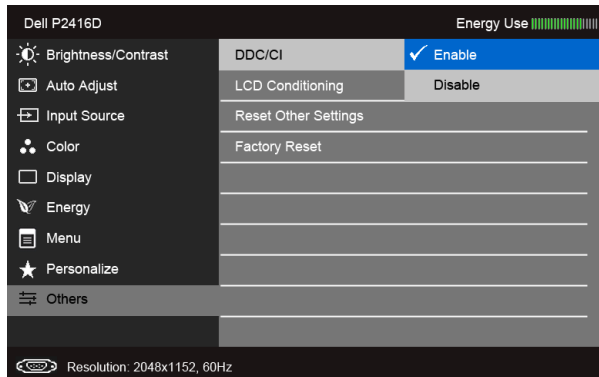 Dell P2416D Energy Use
Brightness/Contrast DDC/CI Enable
Auto Adjust LCD Conditioning Disable
Input Source Reset Other Settings
Color Factory Reset
Display
Energy
Menu
Personalize
Others
Resolution: 2048x1152, 60Hz